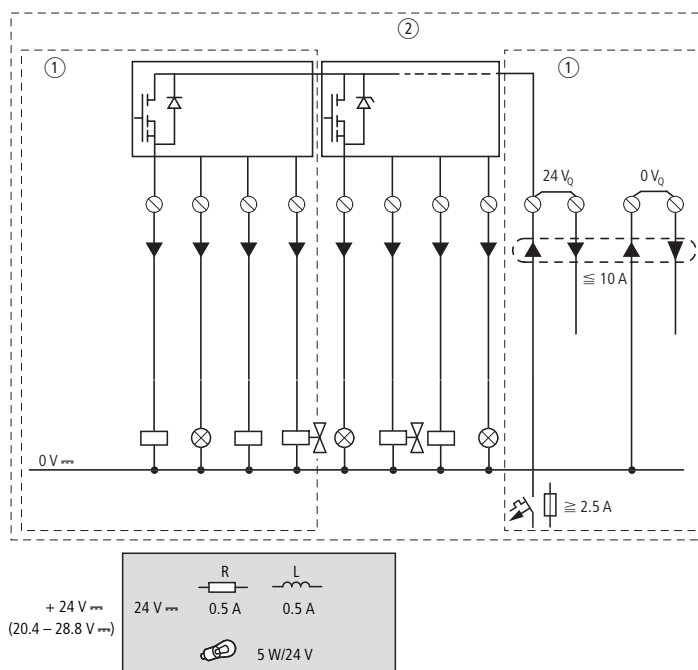 ②
① ①
24 VQ 0 VQ
≦ 10 A
0 V ⎓
≧ 2.5 A
R L
+ 24 V ⎓ 24 V ⎓ 0.5 A 0.5 A
(20.4 – 28.8 V ⎓)
5 W/24 V